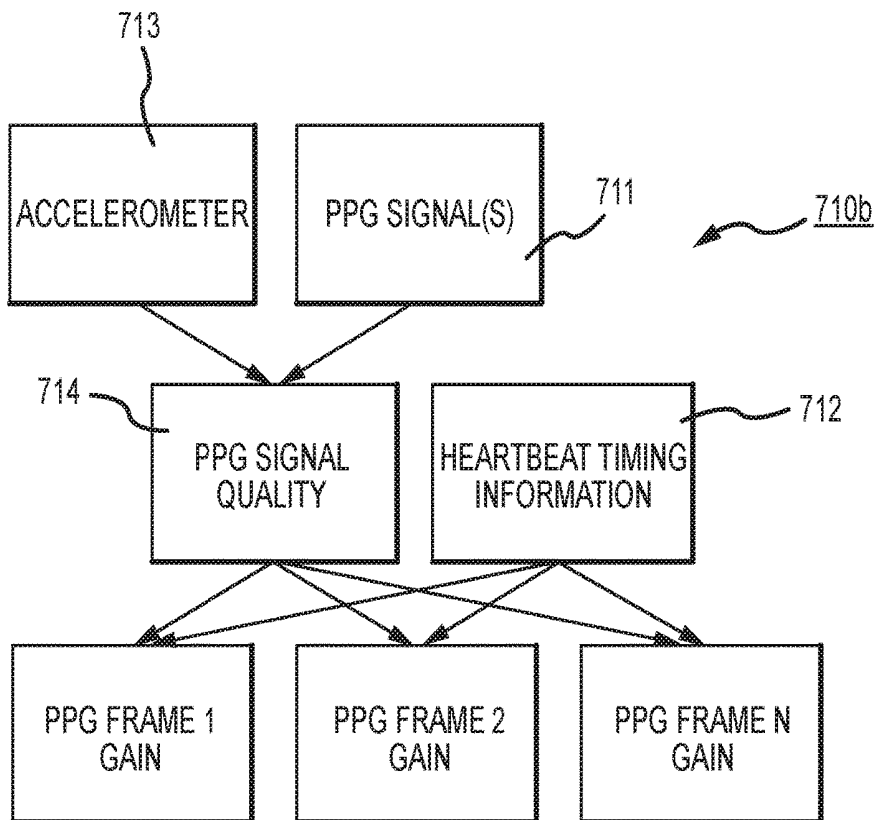 713
ACCELEROMETER
PPG SIGNAL(S)
711
710b
714
PPG SIGNAL
QUALITY
HEARTBEAT TIMING
INFORMATION
712
PPG FRAME 1
GAIN
PPG FRAME 2
GAIN
PPG FRAME N
GAIN